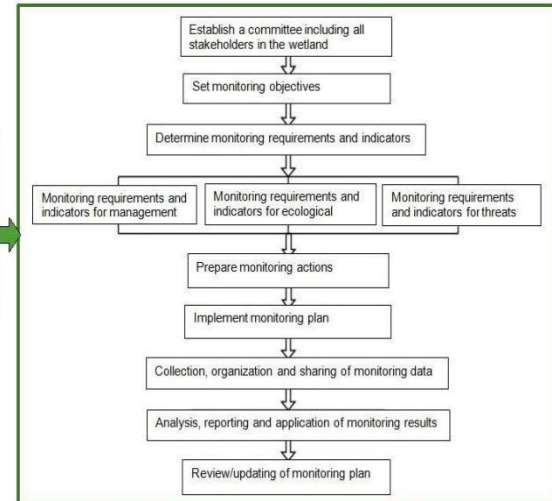 Establish a committee including all
stakeholders in the wetland
Set monitoring objectives
Determine monitoring requirements and indicators
Monitoring requirements and
indicators for management
Monitoring requirements and
indicators for ecological
Monitoring requirements
and indicators for threats
Prepare monitoring actions
Implement monitoring plan
Collection, organization and sharing of monitoring data
Analysis, reporting and application of monitoring results
Review/updating of monitoring plan